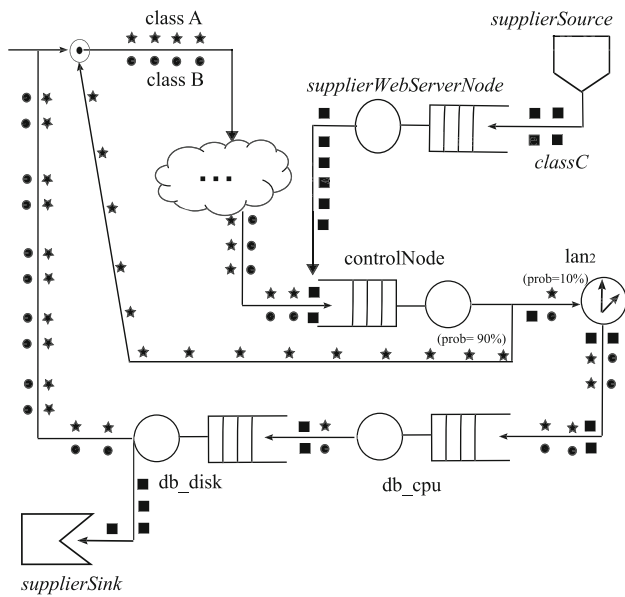 class A
class B
supplierSource
supplierWebServerNode
classC
controlNode
lan2
(prob=10%)
(prob= 90%)
db_disk
db_cpu
supplierSink